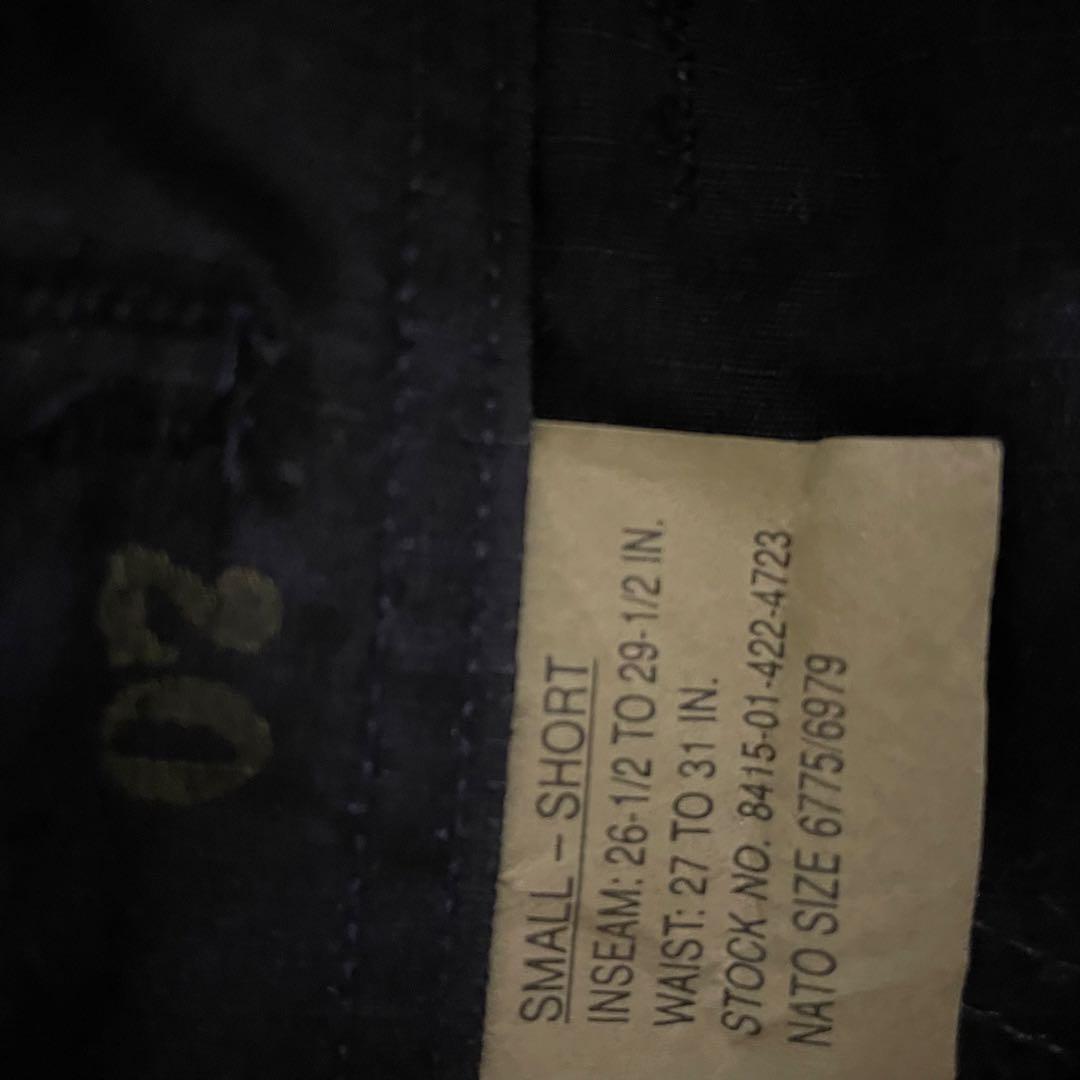 02
SMALL – SHORT
INSEAM: 26-1/2 TO 29-1/2 IN.
WAIST: 27 TO 31 IN.
STOCK NO. 8415-01-422-4723
NATO SIZE 6775/6979